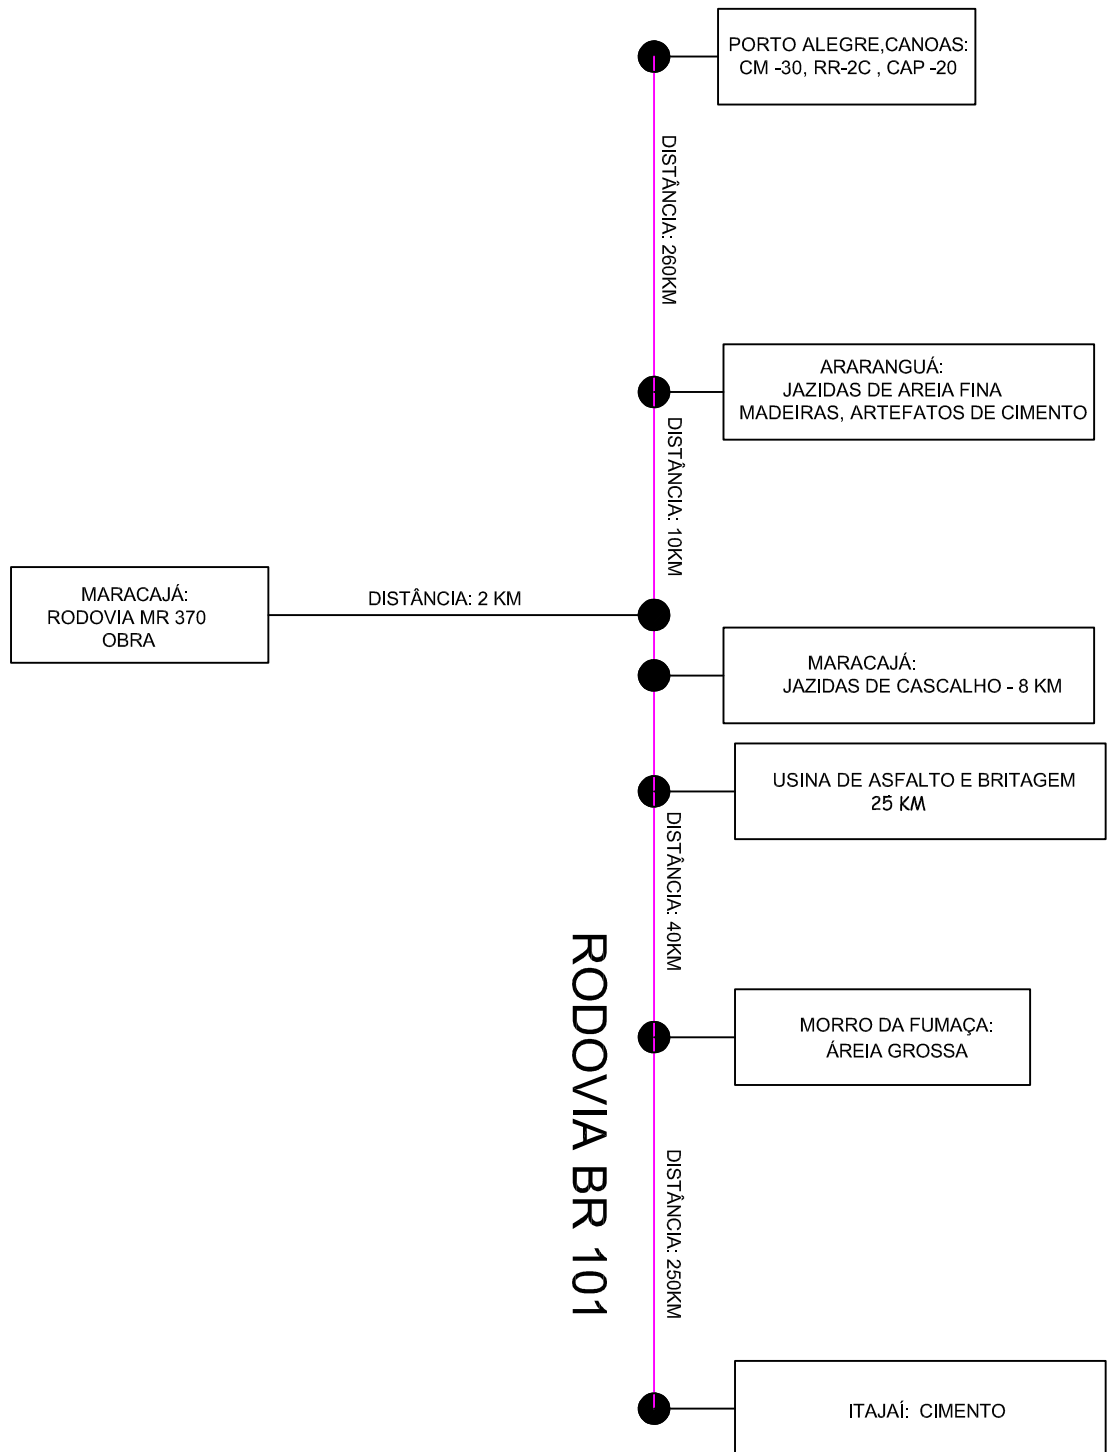 PORTO ALEGRE,CANOAS:
CM -30, RR-2C , CAP -20
DISTÂNCIA: 260KM
ARARANGUÁ:
JAZIDAS DE AREIA FINA
MADEIRAS, ARTEFATOS DE CIMENTO
DISTÂNCIA: 10KM
MARACAJÁ:
RODOVIA MR 370
OBRA
DISTÂNCIA: 2 KM
MARACAJÁ:
JAZIDAS DE CASCALHO - 8 KM
USINA DE ASFALTO E BRITAGEM
25 KM
DISTÂNCIA: 40KM
RODOVIA BR 101
MORRO DA FUMAÇA:
ÁREIA GROSSA
DISTÂNCIA: 250KM
ITAJAÍ: CIMENTO